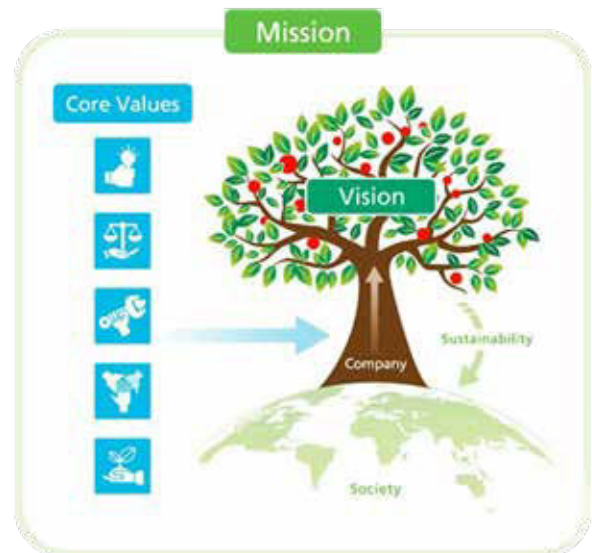 Mission
Core Values
Vision
Sustainability
Company
Society